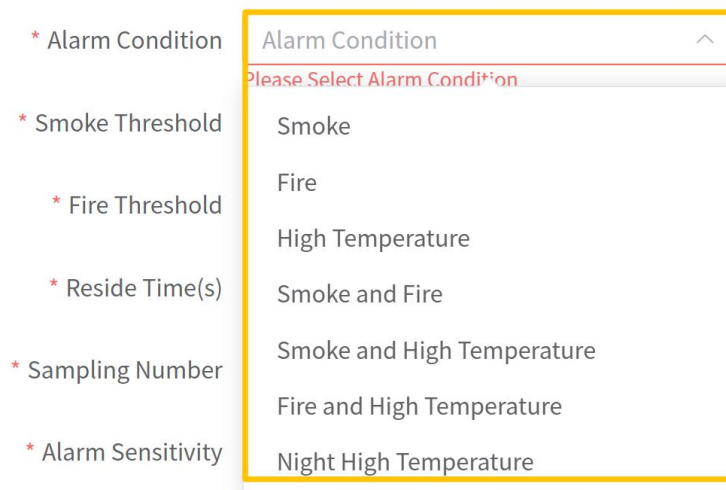 * Alarm Condition Alarm Condition
Please Select Alarm Condition
* Smoke Threshold
Smoke
* Fire Threshold
Fire
High Temperature
* Reside Time(s)
Smoke and Fire
* Sampling Number
Smoke and High Temperature
Fire and High Temperature
* Alarm Sensitivity
Night High Temperature